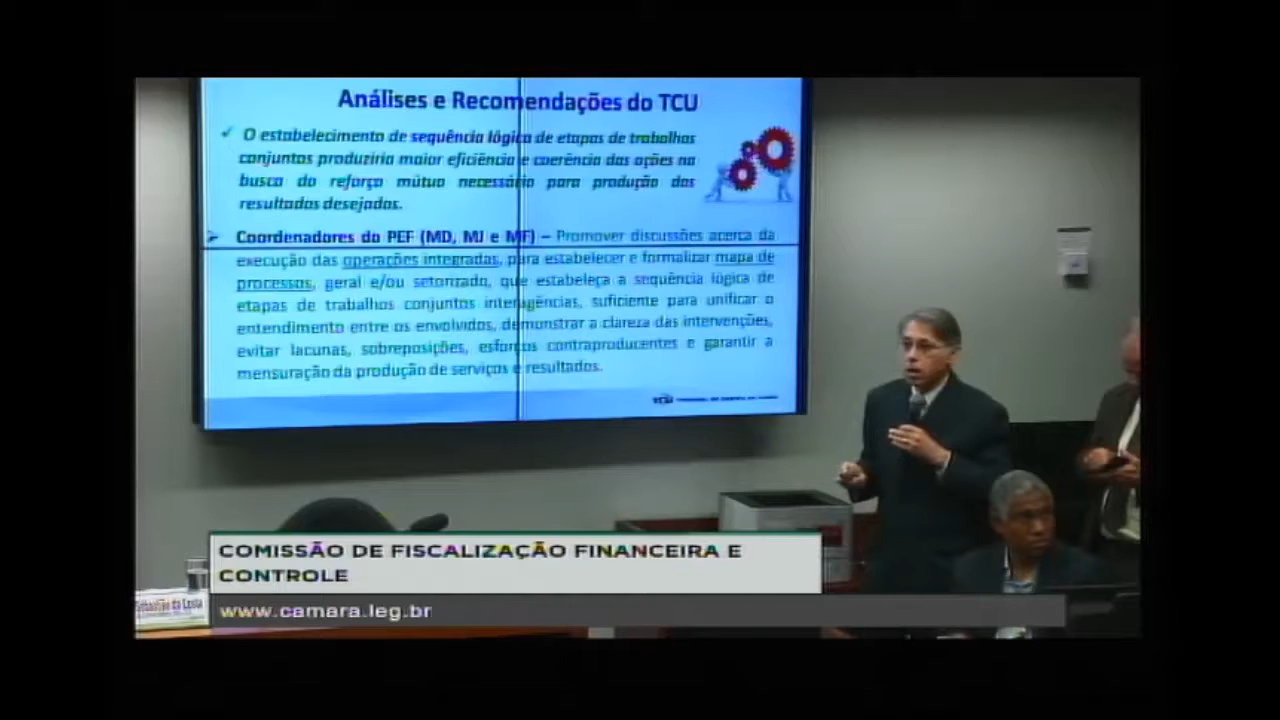 Análises e Recomendações do TCU
✓ O estabelecimento de sequência lógica de etapas de trabalhos
conjuntos produziria maior eficiência e coerência das ações na
busca do reforço mútuo necessário para produção dos
resultados desejados.
➢ Coordenadores do PEF (MD, MJ e MF) – Promover discussões acerca da
execução das operações integradas, para estabelecer e formalizar mapa de
processos, geral e/ou setorizado, que estabeleça a sequência lógica de
etapas de trabalhos conjuntos interagências, suficiente para unificar o
entendimento entre os envolvidos, demonstrar a clareza das intervenções,
evitar lacunas, sobreposições, esforços contraproducentes e garantir a
mensuração da produção de serviços e resultados.
TCU
COMISSÃO DE FISCALIZAÇÃO FINANCEIRA E
CONTROLE
da Costa
www.camara.leg.br